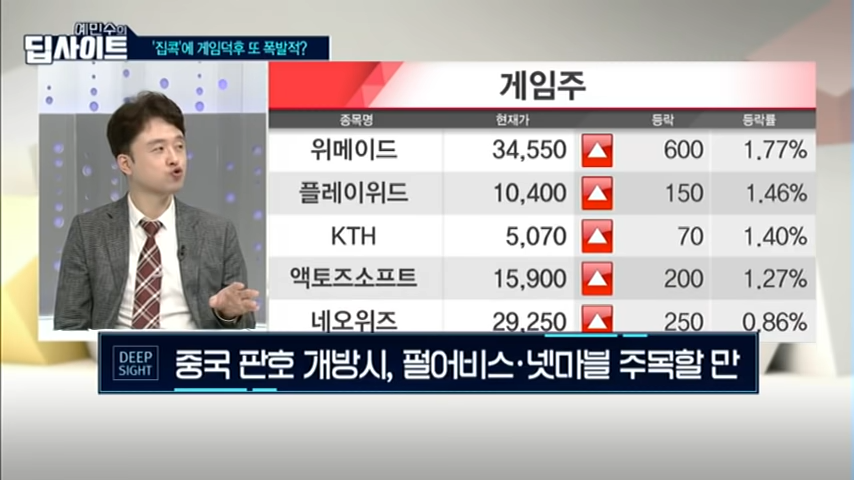 예민수의
딥사이트
'집콕'에 게임덕후 또 폭발적?
게임주
종목명 현재가 등락 등락률
위메이드 34,550 600 1.77%
플레이위드 10,400 150 1.46%
KTH 5,070 70 1.40%
액토즈소프트 15,900 200 1.27%
네오위즈 29,250 250 0.86%
DEEP
SIGHT
중국 판호 개방시, 펄어비스·넷마블 주목할 만